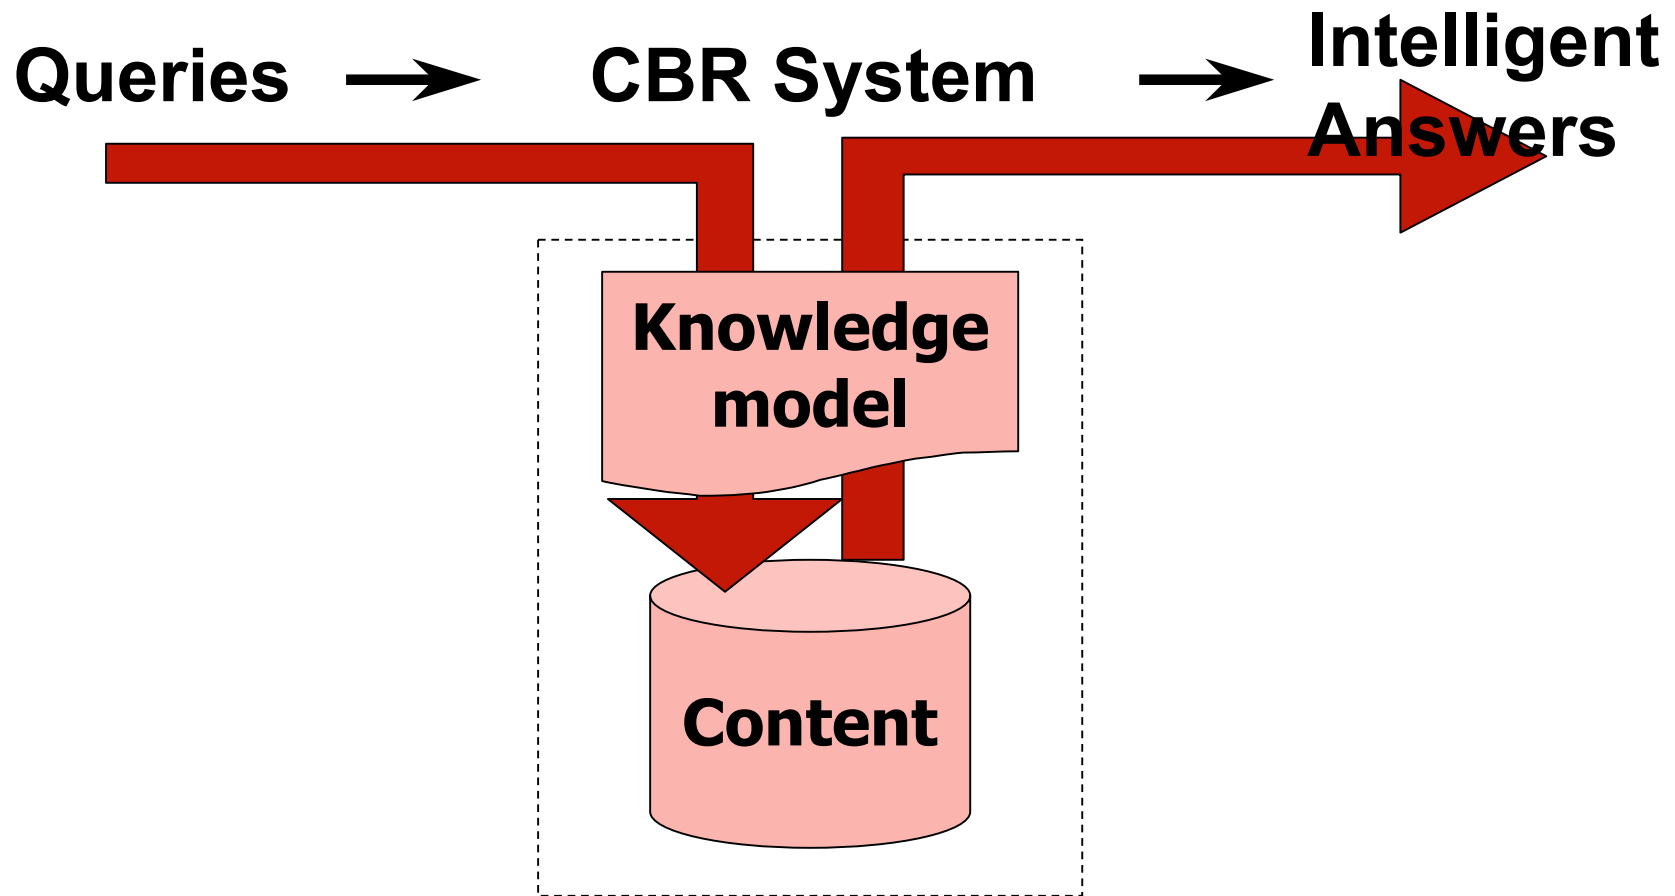 Queries
CBR System
Intelligent
Answers
Knowledge
model
Content